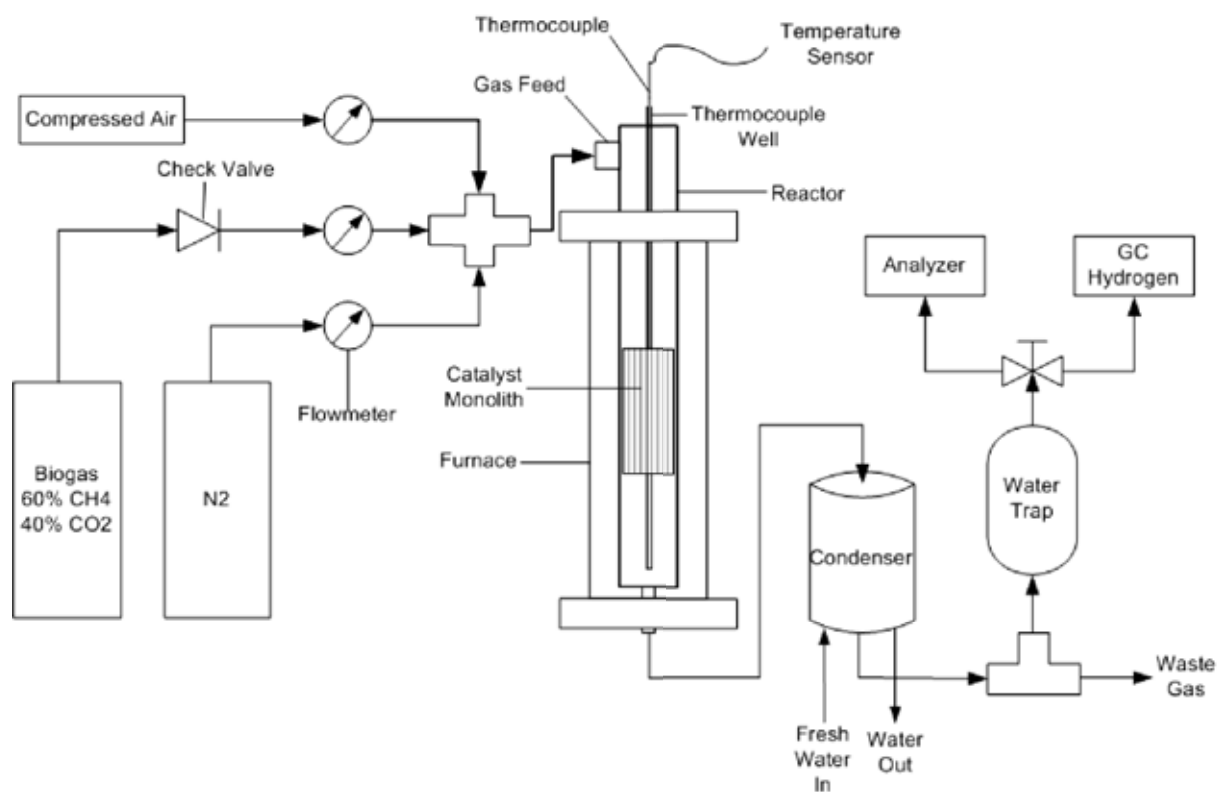 Thermocouple
Temperature
Sensor
Gas Feed
Compressed Air
Thermocouple
Well
Check Valve
Reactor
Analyzer
GC
Hydrogen
Catalyst
Monolith
Flowmeter
Furnace
Biogas
60% CH4
40% CO2
N2
Water
Trap
Condenser
Waste
Gas
Fresh
Water
In
Water
Out